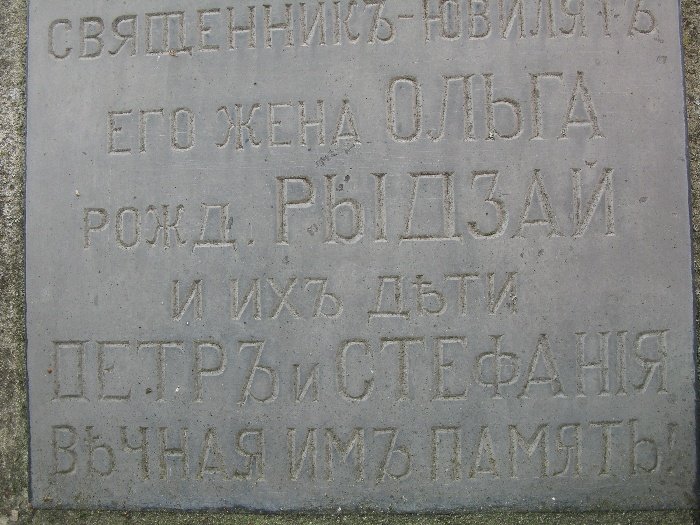 СВЯЩЕННИКЪ-ЮВИЛЯТЪ
ЕГО ЖЕНА ОЛЬГА
РОЖД. РЫДЗАЙ
И ИХЪ ДѢТИ
ПЕТРЪ И СТЕФАНІЯ
ВѢЧНАЯ ИМЪ ПАМЯТЬ!